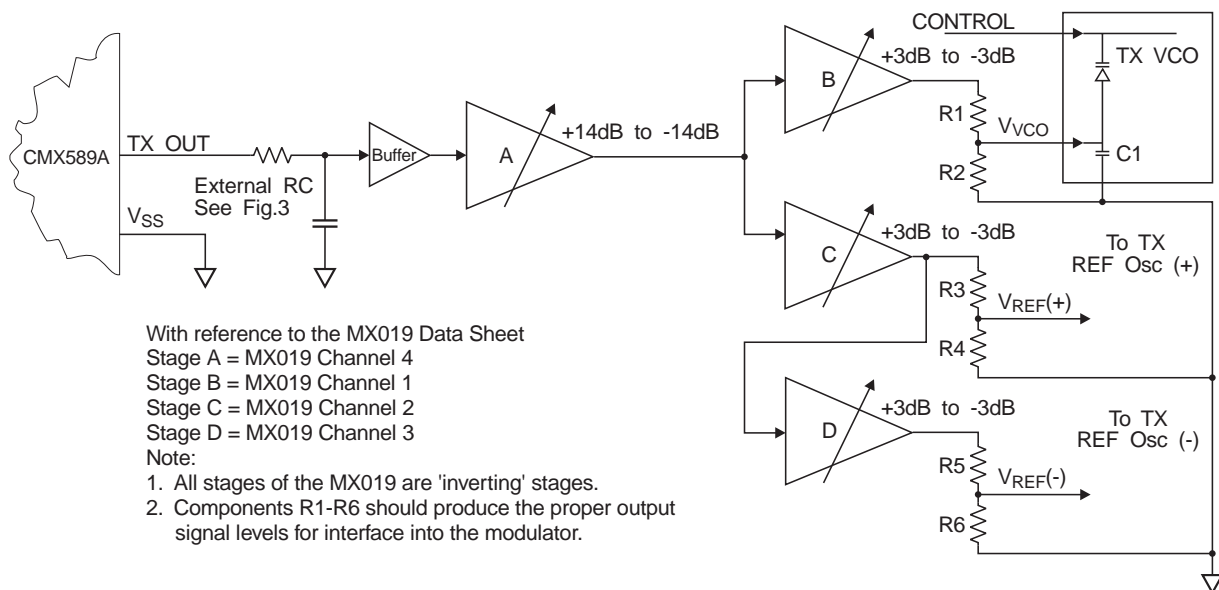 CONTROL
+3dB to -3dB
TX VCO
B
R1
VVCO
C1
R2
TX OUT
CMX589A
Buffer
A
+14dB to -14dB
External RC
See Fig.3
VSS
+3dB to -3dB
C
To TX
REF Osc (+)
R3
VREF(+)
R4
With reference to the MX019 Data Sheet
Stage A = MX019 Channel 4
Stage B = MX019 Channel 1
Stage C = MX019 Channel 2
Stage D = MX019 Channel 3
Note:
1. All stages of the MX019 are 'inverting' stages.
2. Components R1-R6 should produce the proper output
signal levels for interface into the modulator.
+3dB to -3dB
D
To TX
REF Osc (-)
R5
VREF(-)
R6